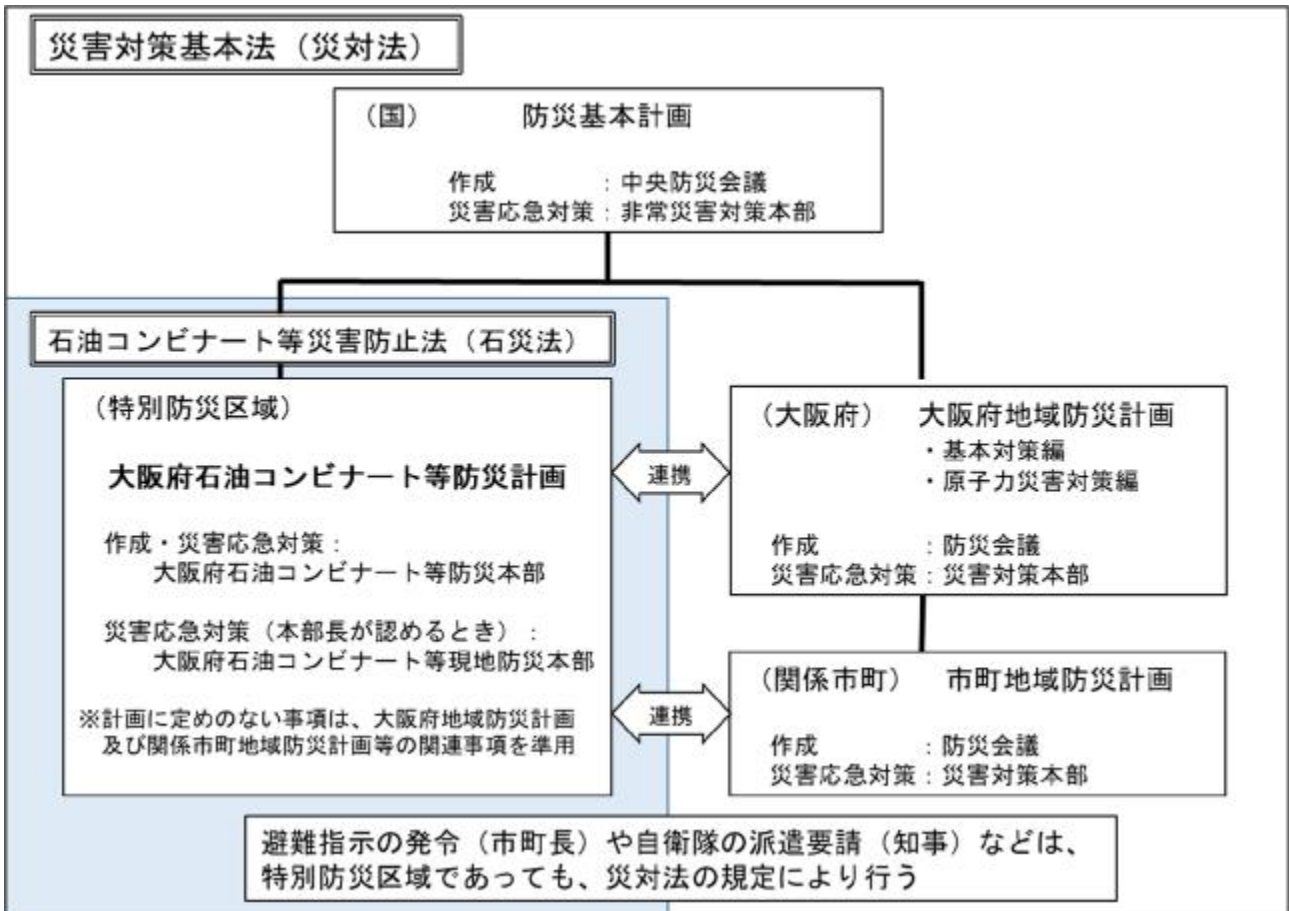 災害対策基本法（災対法）
（国）　防災基本計画
作成　：中央防災会議
災害応急対策：非常災害対策本部
石油コンビナート等災害防止法（石災法）
（特別防災区域）
大阪府石油コンビナート等防災計画
作成・災害応急対策：
大阪府石油コンビナート等防災本部
災害応急対策（本部長が認めるとき）：
大阪府石油コンビナート等現地防災本部
※計画に定めのない事項は、大阪府地域防災計画
及び関係市町地域防災計画等の関連事項を準用
連携
連携
（大阪府）　大阪府地域防災計画
・基本対策編
・原子力災害対策編
作成　：防災会議
災害応急対策：災害対策本部
（関係市町）　市町地域防災計画
作成　：防災会議
災害応急対策：災害対策本部
避難指示の発令（市町長）や自衛隊の派遣要請（知事）などは、
特別防災区域であっても、災対法の規定により行う